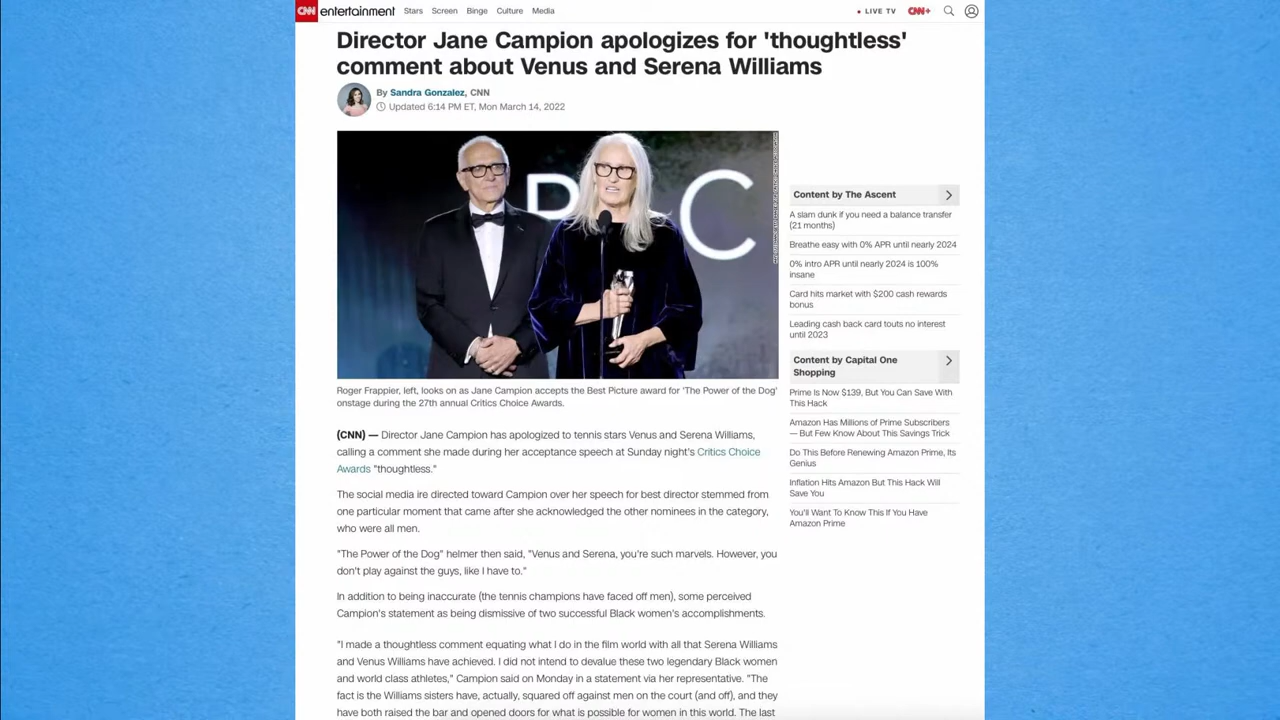 CNN entertainment Stars Screen Binge Culture Media LIVE TV CNN+
Director Jane Campion apologizes for 'thoughtless'
comment about Venus and Serena Williams
By Sandra Gonzalez, CNN
Updated 6:14 PM ET, Mon March 14, 2022
B C
Roger Frappier, left, looks on as Jane Campion accepts the Best Picture award for 'The Power of the Dog'
onstage during the 27th annual Critics Choice Awards.
(CNN) — Director Jane Campion has apologized to tennis stars Venus and Serena Williams,
calling a comment she made during her acceptance speech at Sunday night's Critics Choice
Awards "thoughtless."
The social media ire directed toward Campion over her speech for best director stemmed from
one particular moment that came after she acknowledged the other nominees in the category,
who were all men.
"The Power of the Dog" helmer then said, "Venus and Serena, you're such marvels. However, you
don't play against the guys, like I have to."
In addition to being inaccurate (the tennis champions have faced off men), some perceived
Campion's statement as being dismissive of two successful Black women's accomplishments.
"I made a thoughtless comment equating what I do in the film world with all that Serena Williams
and Venus Williams have achieved. I did not intend to devalue these two legendary Black women
and world class athletes," Campion said on Monday in a statement via her representative. "The
fact is the Williams sisters have, actually, squared off against men on the court (and off), and they
have both raised the bar and opened doors for what is possible for women in this world. The last
Content by The Ascent
A slam dunk if you need a balance transfer
(21 months)
Breathe easy with 0% APR until nearly 2024
0% intro APR until nearly 2024 is 100%
insane
Card hits market with $200 cash rewards
bonus
Leading cash back card touts no interest
until 2023
Content by Capital One
Shopping
Prime Is Now $139, But You Can Save With
This Hack
Amazon Has Millions of Prime Subscribers
— But Few Know About This Savings Trick
Do This Before Renewing Amazon Prime, Its
Genius
Inflation Hits Amazon But This Hack Will
Save You
You'll Want To Know This If You Have
Amazon Prime